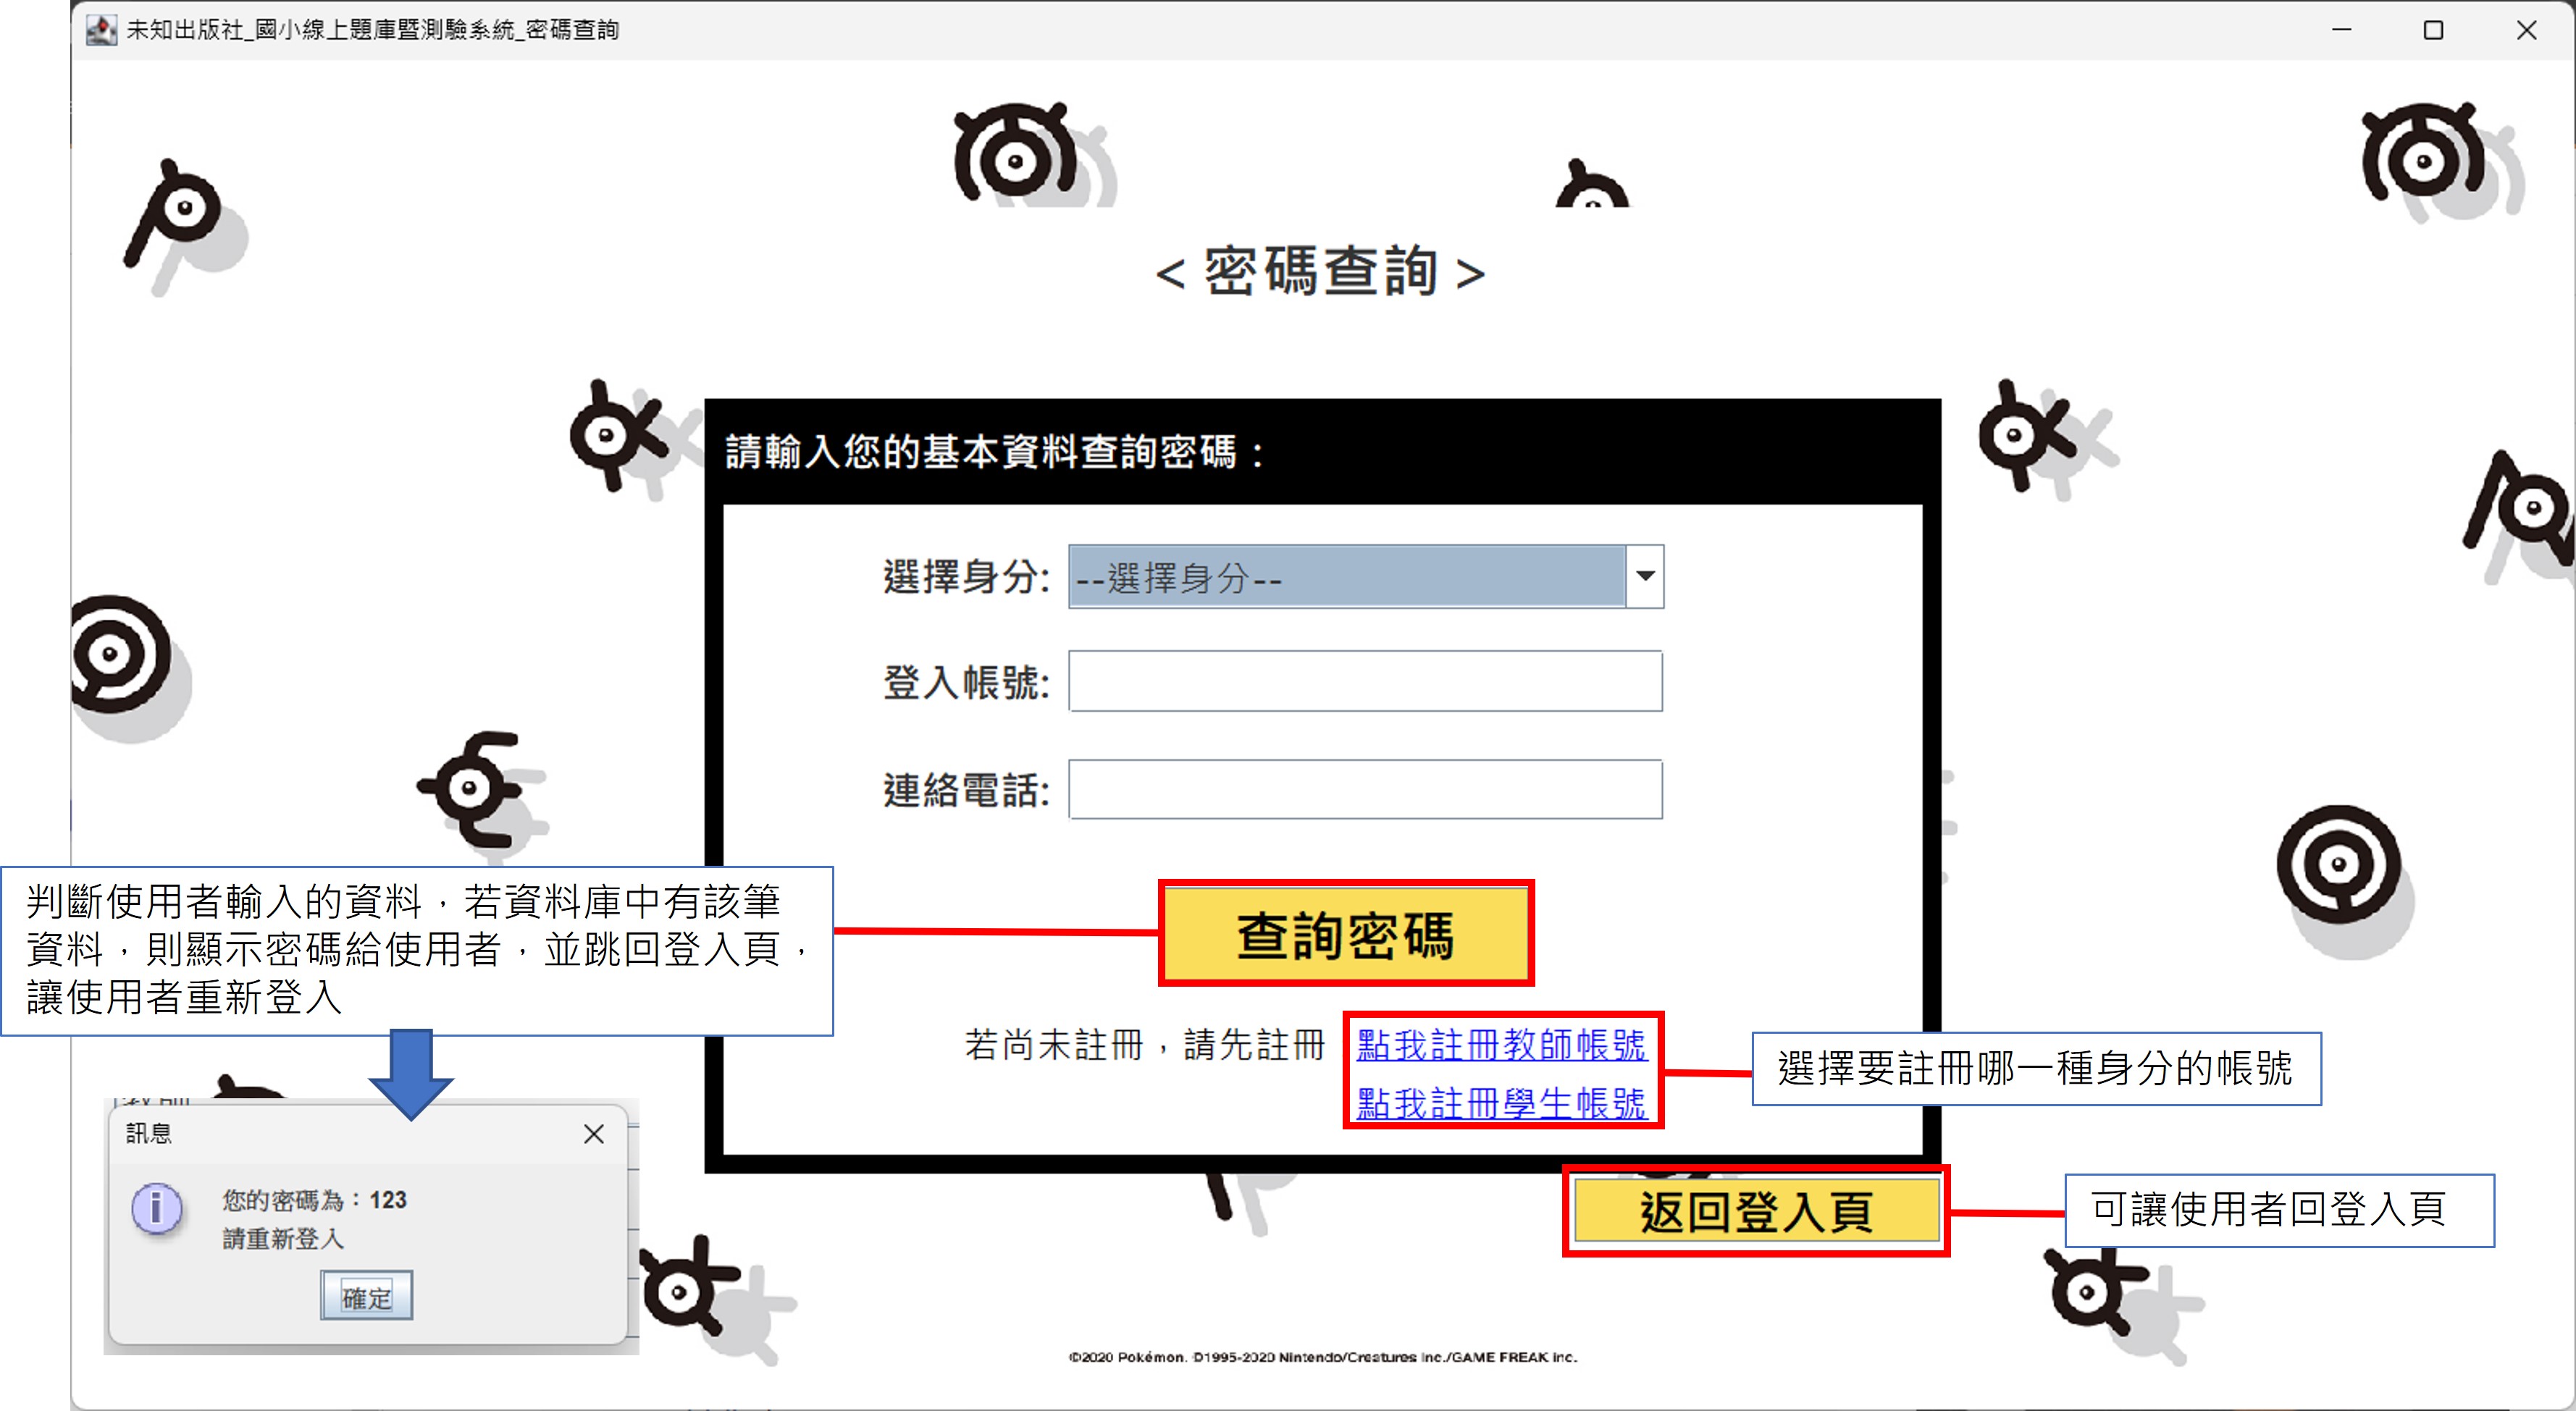 未知出版社_國小線上題庫暨測驗系統_密碼查詢
<密碼查詢>
請輸入您的基本資料查詢密碼：
選擇身分:
--選擇身分--
登入帳號:
連絡電話:
判斷使用者輸入的資料，若資料庫中有該筆
資料，則顯示密碼給使用者，並跳回登入頁，
讓使用者重新登入
查詢密碼
若尚未註冊，請先註冊
點我註冊教師帳號
點我註冊學生帳號
選擇要註冊哪一種身分的帳號
訊息
您的密碼為：123
請重新登入
確定
返回登入頁
可讓使用者回登入頁
©2020 Pokémon. ©1995-2020 Nintendo/Creatures Inc./GAME FREAK inc.